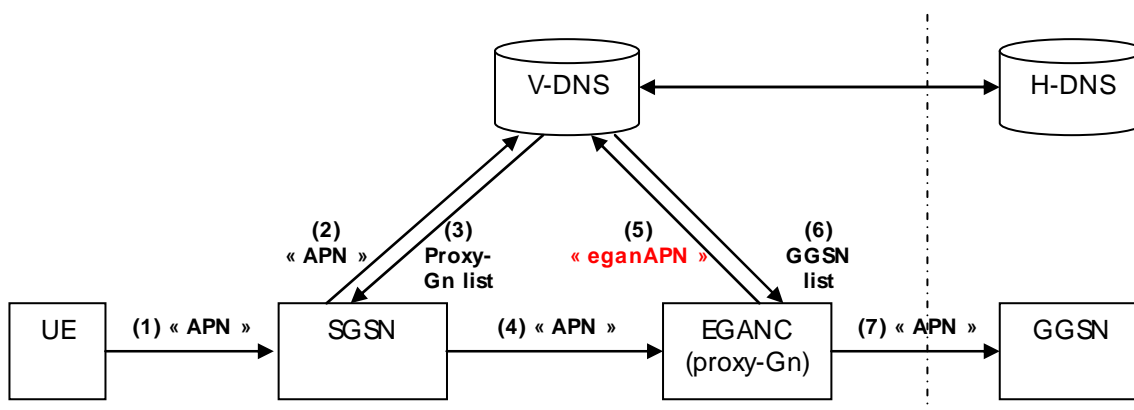 V-DNS
H-DNS
(2)
« APN »
(3)
Proxy-
Gn list
(5)
« eganAPN »
(6)
GGSN
list
UE
(1) « APN »
SGSN
(4) « APN »
EGANC
(proxy-Gn)
(7) « APN »
GGSN